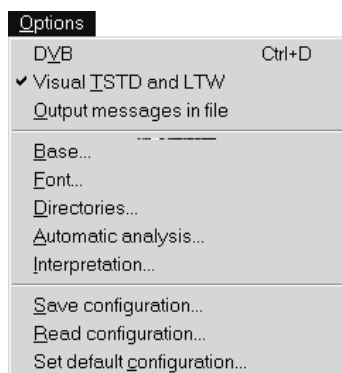 Options
DVB Ctrl+D
Visual TSTD and LTW
Output messages in file
Base...
Font...
Directories...
Automatic analysis...
Interpretation...
Save configuration...
Read configuration...
Set default configuration...